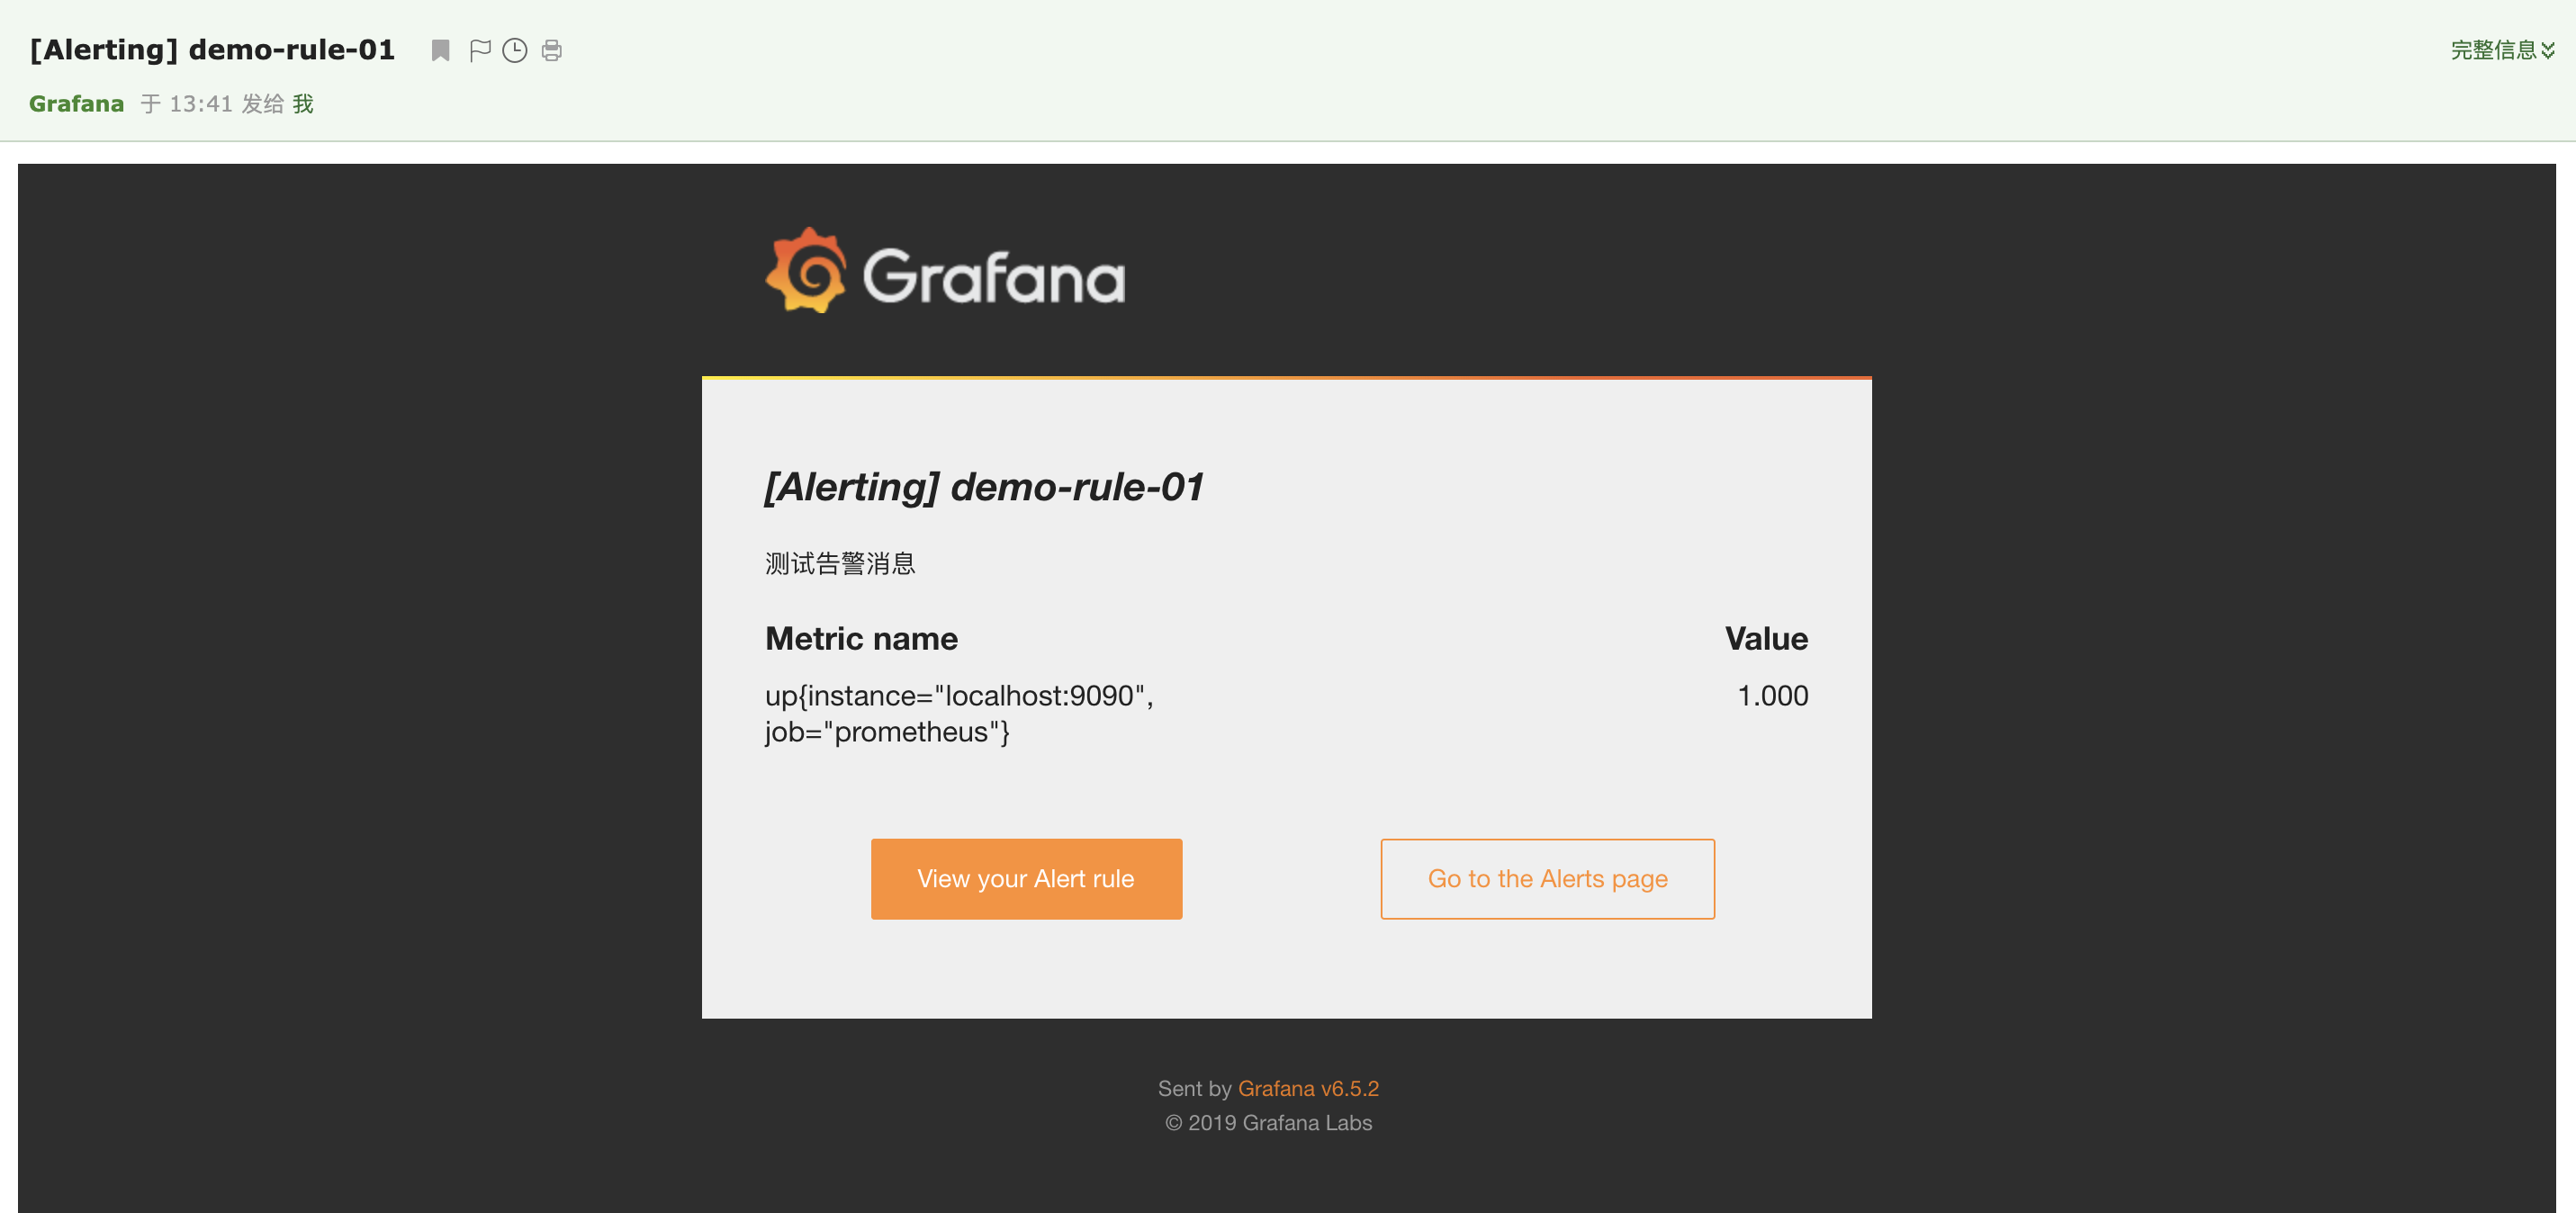 [Alerting] demo-rule-01
完整信息
Grafana 于 13:41 发给 我
Grafana
[Alerting] demo-rule-01
测试告警消息
Metric name Value
up{instance="localhost:9090", 1.000
job="prometheus"}
View your Alert rule Go to the Alerts page
Sent by Grafana v6.5.2
© 2019 Grafana Labs